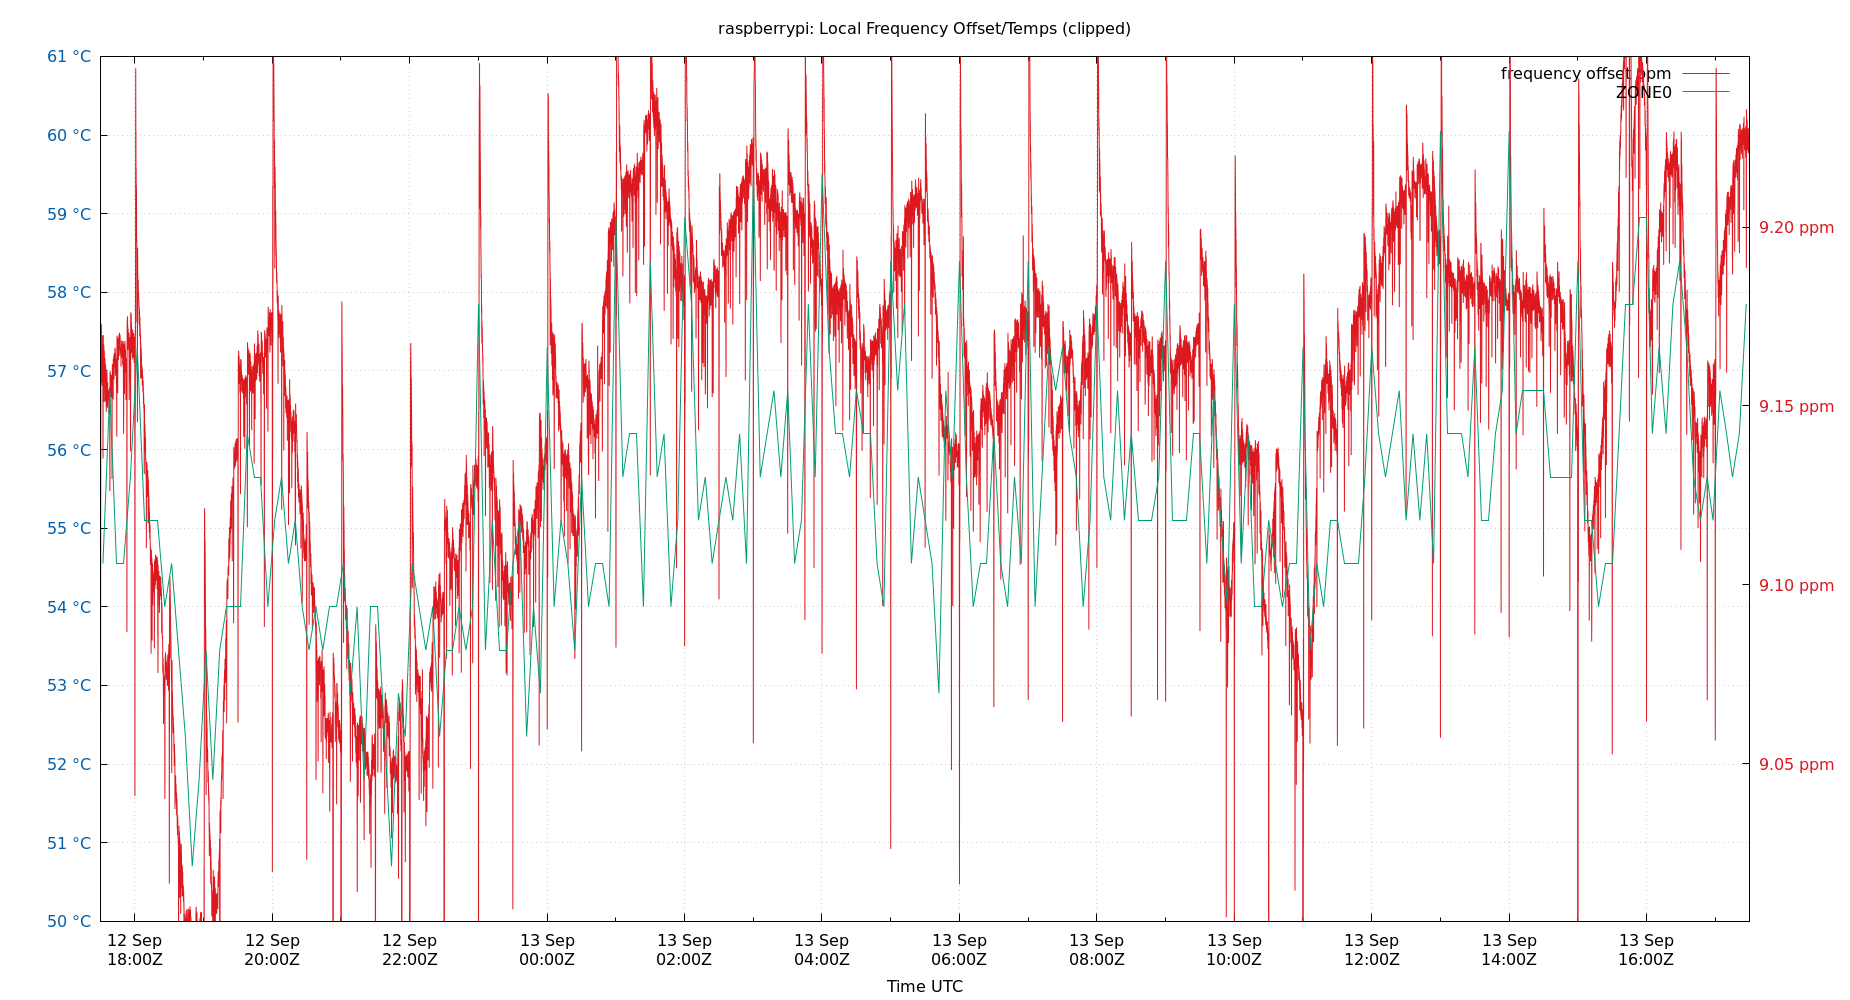 raspberrypi: Local Frequency Offset/Temps (clipped)
61 °C
60 °C
59 °C
58 °C
57 °C
56 °C
55 °C
54 °C
53 °C
52 °C
51 °C
50 °C
frequency offset ppm
ZONE0
9.20 ppm
9.15 ppm
9.10 ppm
9.05 ppm
12 Sep 12 Sep 12 Sep 13 Sep 13 Sep 13 Sep 13 Sep 13 Sep 13 Sep 13 Sep 13 Sep 13 Sep
18:00Z 20:00Z 22:00Z 00:00Z 02:00Z 04:00Z 06:00Z 08:00Z 10:00Z 12:00Z 14:00Z 16:00Z
Time UTC